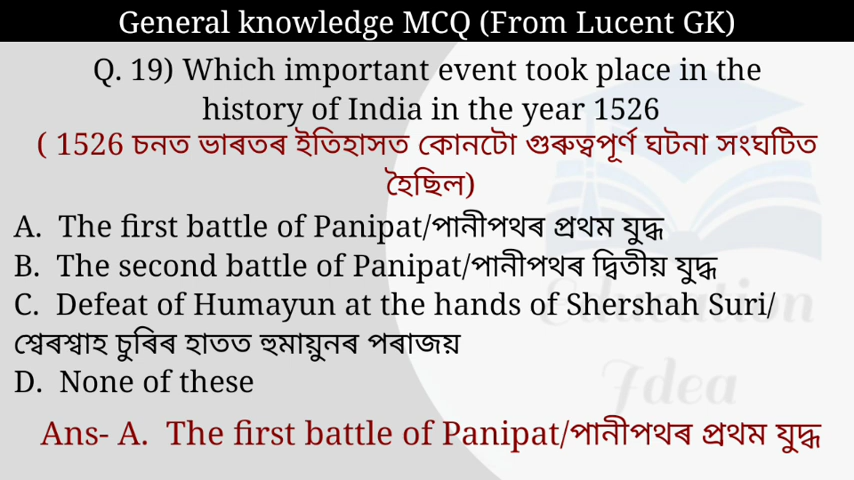 General knowledge MCQ (From Lucent GK)
Q. 19) Which important event took place in the
history of India in the year 1526
( 1526 চনত ভাৰতৰ ইতিহাসত কোনটো গুৰুত্বপূৰ্ণ ঘটনা সংঘটিত
হৈছিল)
A. The first battle of Panipat/পানীপথৰ প্ৰথম যুদ্ধ
B. The second battle of Panipat/পানীপথৰ দ্বিতীয় যুদ্ধ
C. Defeat of Humayun at the hands of Shershah Suri/
শ্বেৰশ্বাহ চুৰিৰ হাতত হুমায়ুনৰ পৰাজয়
D. None of these
Ans- A. The first battle of Panipat/পানীপথৰ প্ৰথম যুদ্ধ
Education
Idea